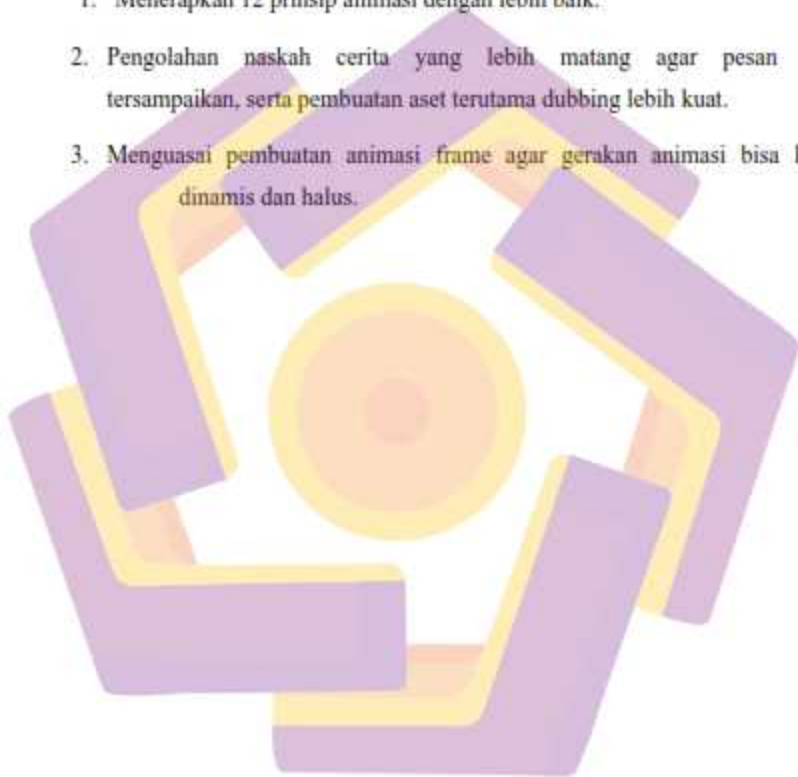 1. Menerapkan 12 prinsip animasi dengan lebih baik.
2. Pengolahan naskah cerita yang lebih matang agar pesan
tersampaikan, serta pembuatan aset terutama dubbing lebih kuat.
3. Menguasai pembuatan animasi frame agar gerakan animasi bisa
dinamis dan halus.